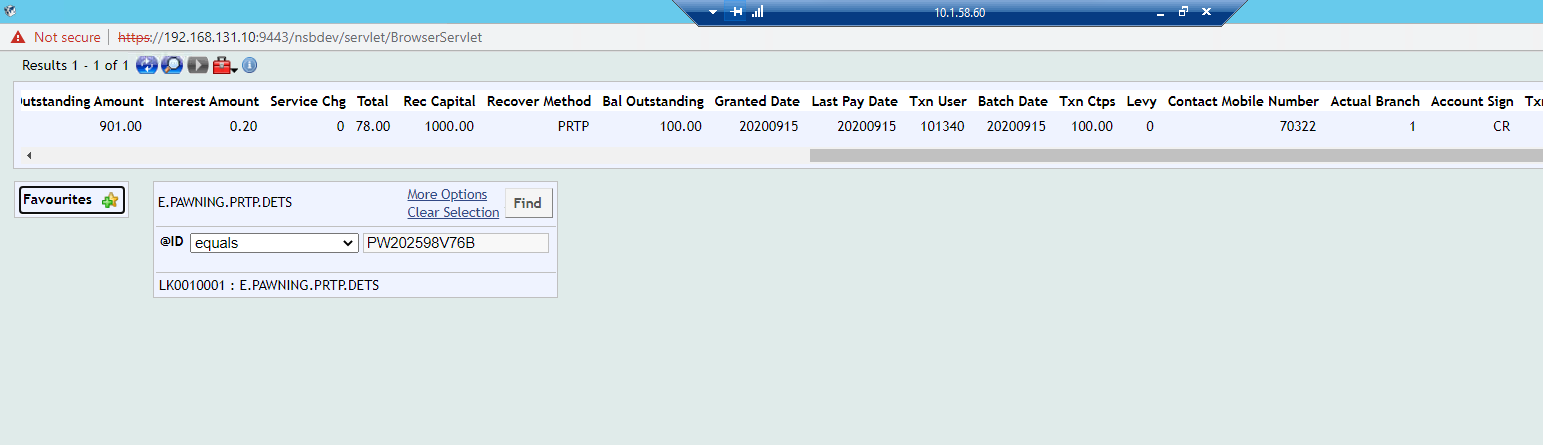 10.1.58.60
Not secure https://192.168.131.10:9443/nsbdev/servlet/BrowserServlet
Results 1 - 1 of 1
utstanding Amount Interest Amount Service Chg Total Rec Capital Recover Method Bal Outstanding Granted Date Last Pay Date Txn User Batch Date Txn Ctps Levy Contact Mobile Number Actual Branch Account Sign Tx
901.00 0.20 0 78.00 1000.00 PRTP 100.00 20200915 20200915 101340 20200915 100.00 0 70322 1 CR
Favourites
E.PAWNING.PRTP.DETS
More Options
Clear Selection
Find
@ID equals PW202598V76B
LK0010001 : E.PAWNING.PRTP.DETS